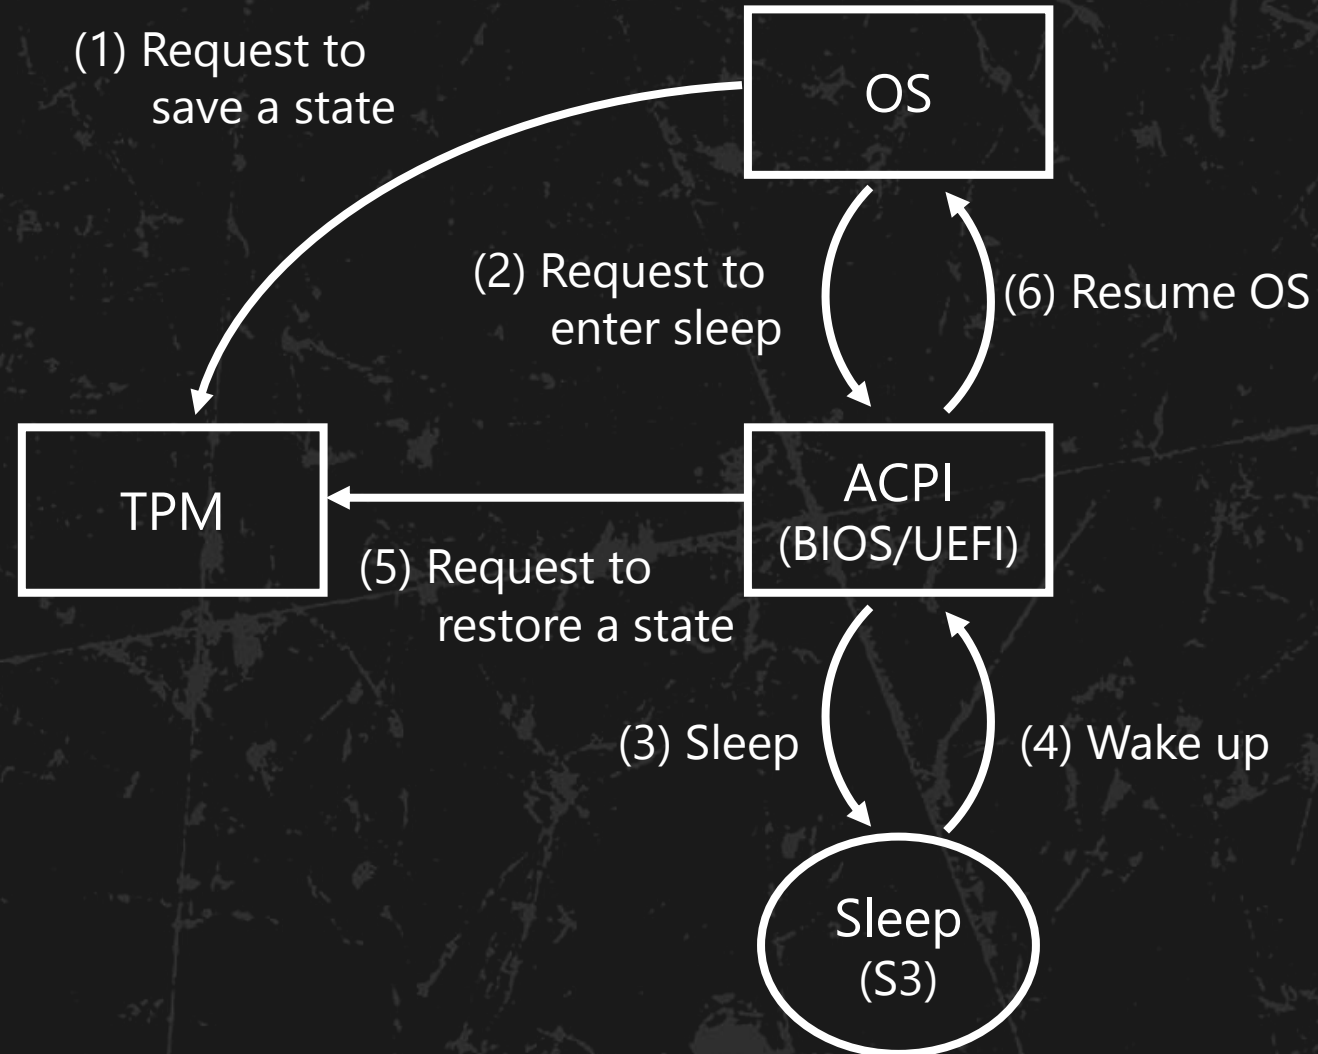 (1) Request to
save a state
OS
(2) Request to
enter sleep
(6) Resume OS
TPM
ACPI
(BIOS/UEFI)
(5) Request to
restore a state
(3) Sleep
(4) Wake up
Sleep
(S3)